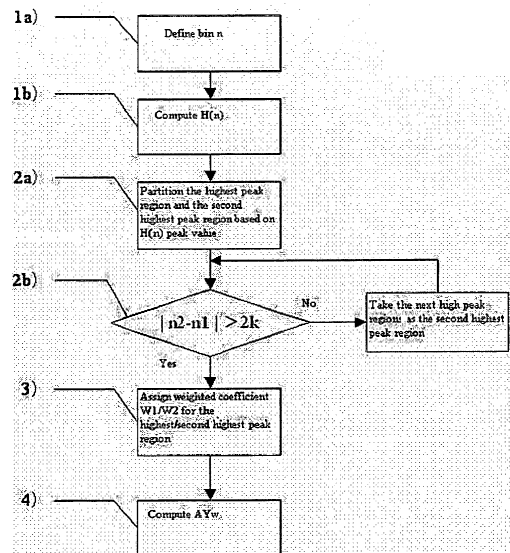 1a)
Define bin n
1b)
Compute H(n)
2a)
Partition the highest peak
region and the second
highest peak region based on
H(n) peak value
2b)
| n2-n1 | >2k
No
Take the next high peak
region as the second highest
peak region
Yes
3)
Assign weighted coefficient
W1/W2 for the
highest/second highest peak
region
4)
Compute AYw